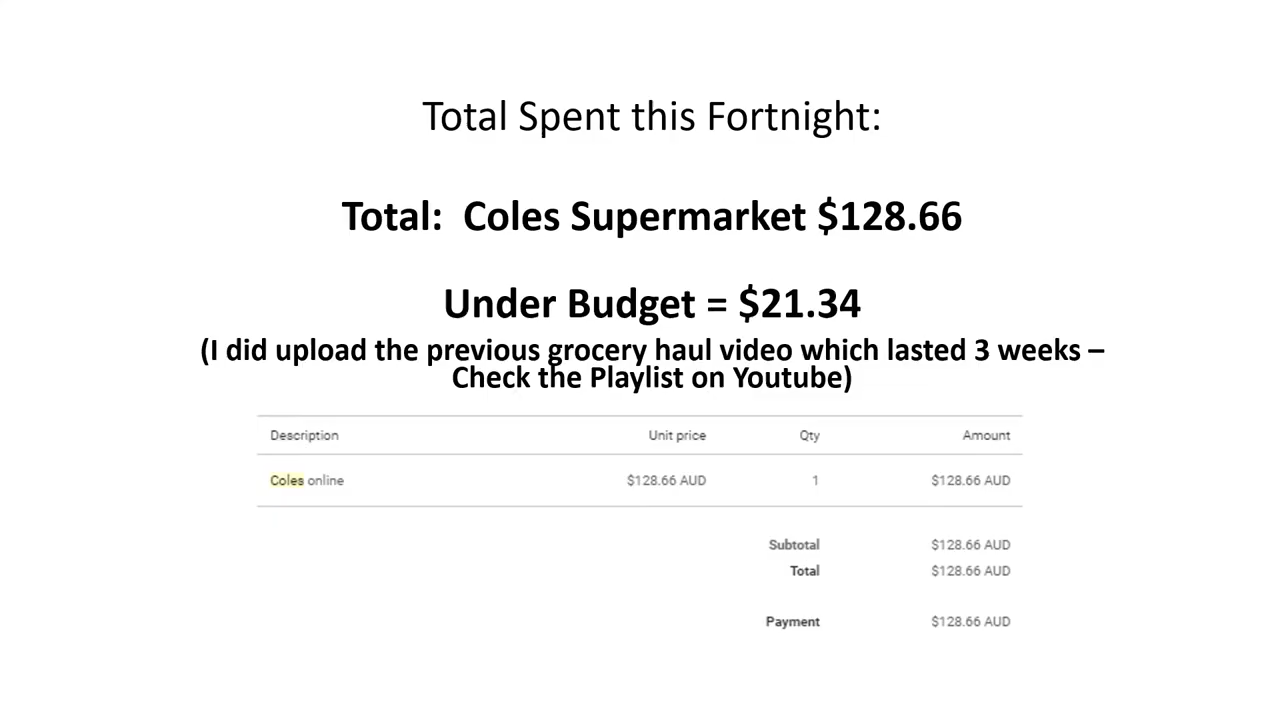 Total Spent this Fortnight:
Total:  Coles Supermarket $128.66
Under Budget = $21.34
(I did upload the previous grocery haul video which lasted 3 weeks –
Check the Playlist on Youtube)
Description Unit price Qty Amount
Coles online $128.66 AUD 1 $128.66 AUD
Subtotal $128.66 AUD
Total $128.66 AUD
Payment $128.66 AUD